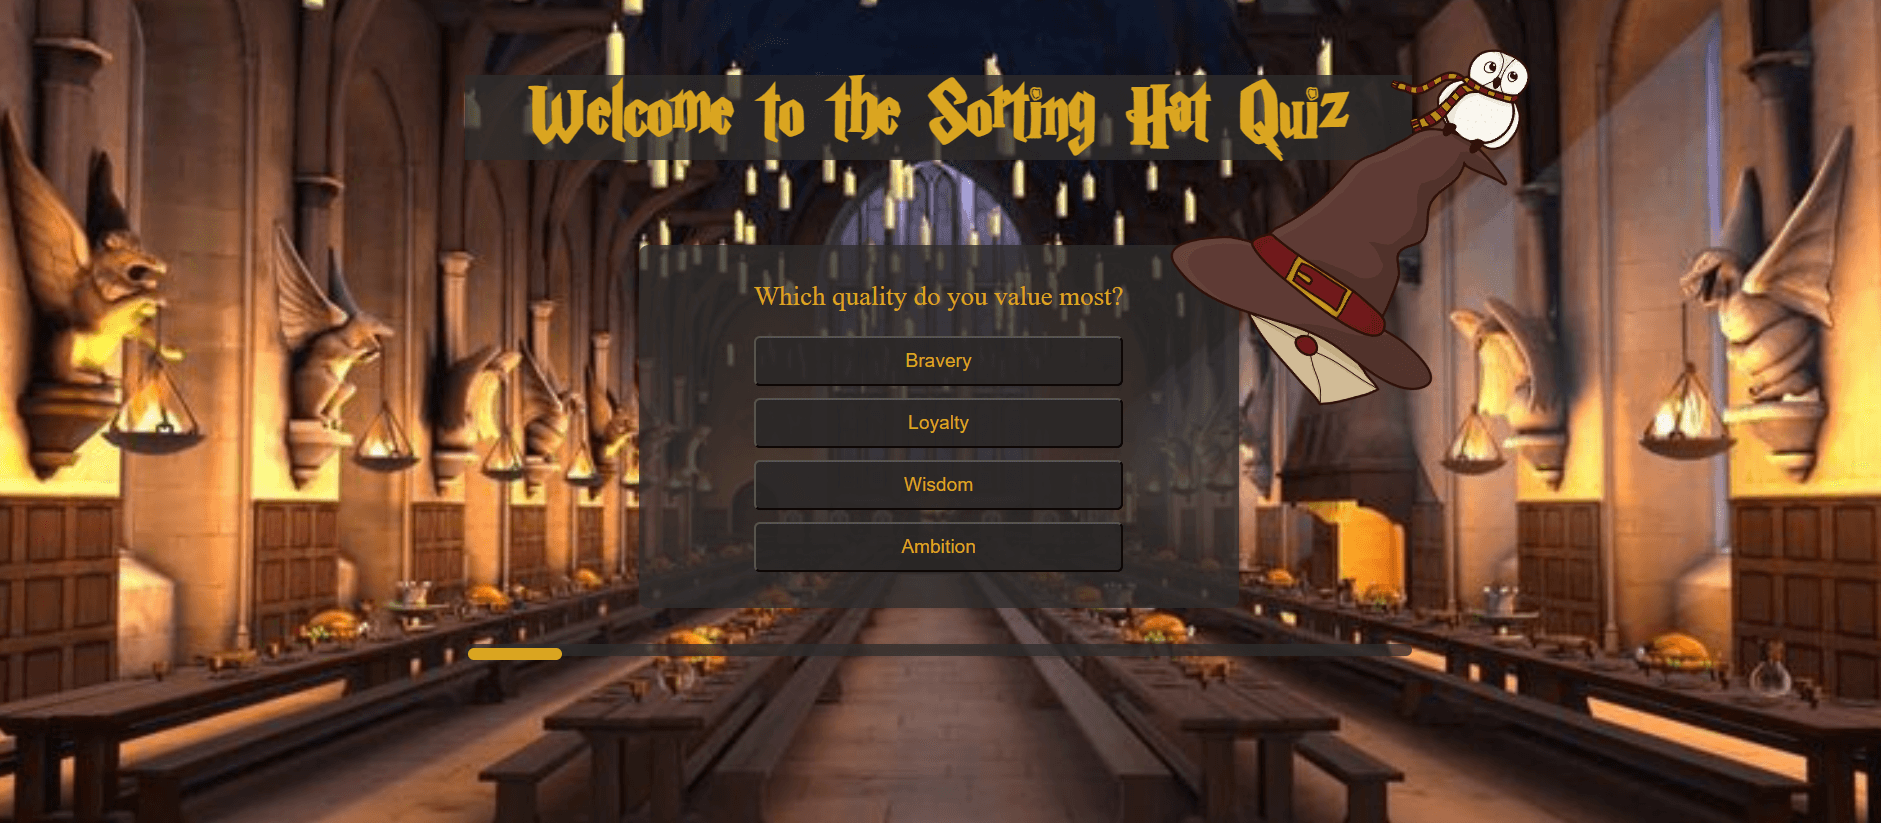 Welcome to the Sorting Hat Quiz
Which quality do you value most?
Bravery
Loyalty
Wisdom
Ambition